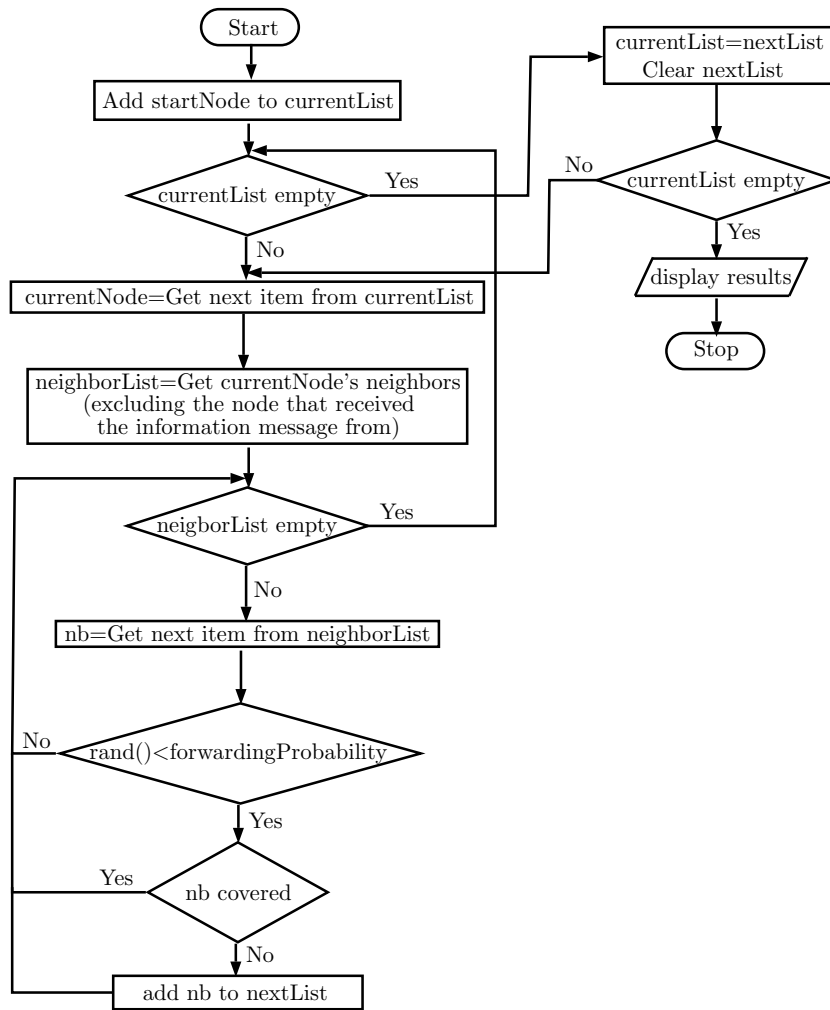 Start
Add startNode to currentList
currentList empty
Yes
No
currentNode=Get next item from currentList
neighborList=Get currentNode's neighbors
(excluding the node that received
the information message from)
neigborList empty
Yes
No
nb=Get next item from neighborList
rand()<forwardingProbability
No
Yes
nb covered
Yes
No
add nb to nextList
currentList=nextList
Clear nextList
currentList empty
No
Yes
display results
Stop